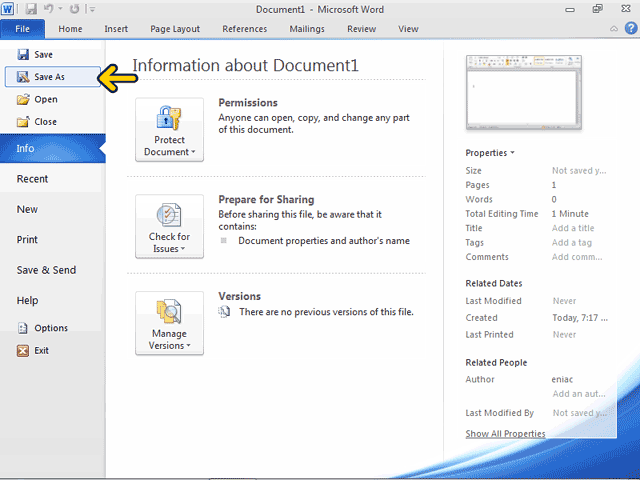 Document1 - Microsoft Word
File Home Insert Page Layout References Mailings Review View
Save
Save As
Open
Close
Info
Recent
New
Print
Save & Send
Help
Options
Exit
Information about Document1
Protect
Document
Permissions
Anyone can open, copy, and change any part
of this document.
Check for
Issues
Prepare for Sharing
Before sharing this file, be aware that it
contains:
Document properties and author's name
Manage
Versions
Versions
There are no previous versions of this file.
Properties
Size Not saved y...
Pages 1
Words 0
Total Editing Time 1 Minute
Title Add a title
Tags Add a tag
Comments Add comm...
Related Dates
Last Modified Never
Created Today, 7:17 ...
Last Printed Never
Related People
Author eniac
Add an aut...
Last Modified By Not saved y...
Show All Properties